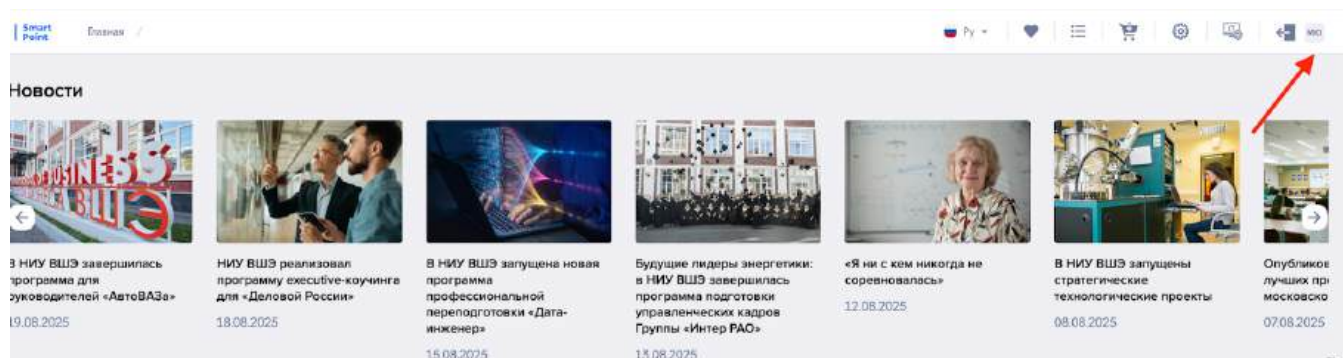 Smart
Point
Главная /
Ру
МЮ
Новости
BUSINESS
ВШЭ
В НИУ ВШЭ завершилась
программа для
руководителей «АвтоВАЗа»
19.08.2025
НИУ ВШЭ реализовал
программу executive-коучинга
для «Деловой России»
18.08.2025
В НИУ ВШЭ запущена новая
программа
профессиональной
переподготовки «Дата-
инженер»
15.08.2025
Будущие лидеры энергетики:
в НИУ ВШЭ завершилась
программа подготовки
управленческих кадров
Группы «Интер РАО»
13.08.2025
«Я ни с кем никогда не
соревновалась»
12.08.2025
В НИУ ВШЭ запущены
стратегические
технологические проекты
08.08.2025
Опубликов
лучших пр
московско
07.08.2025